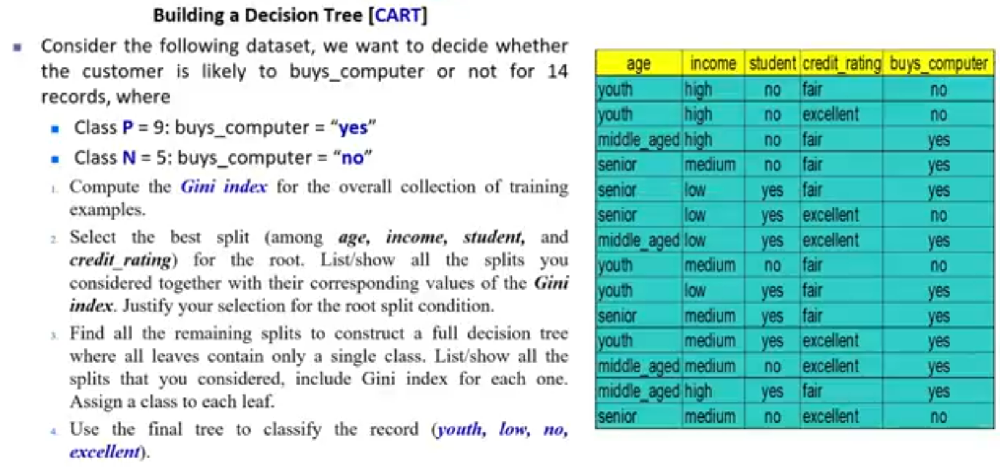 Building a Decision Tree [CART]
Consider the following dataset, we want to decide whether
the customer is likely to buys_computer or not for 14
records, where
Class P = 9: buys_computer = “yes”
Class N = 5: buys_computer = “no”
1. Compute the Gini index for the overall collection of training
examples.
2. Select the best split (among age, income, student, and
credit_rating) for the root. List/show all the splits you
considered together with their corresponding values of the Gini
index. Justify your selection for the root split condition.
3. Find all the remaining splits to construct a full decision tree
where all leaves contain only a single class. List/show all the
splits that you considered, include Gini index for each one.
Assign a class to each leaf.
4. Use the final tree to classify the record (youth, low, no,
excellent).
age income student credit_rating buys_computer
youth high no fair no
youth high no excellent no
middle_aged high no fair yes
senior medium no fair yes
senior low yes fair yes
senior low yes excellent no
middle_aged low yes excellent yes
youth medium no fair no
youth low yes fair yes
senior medium yes fair yes
youth medium yes excellent yes
middle_aged medium no excellent yes
middle_aged high yes fair yes
senior medium no excellent no